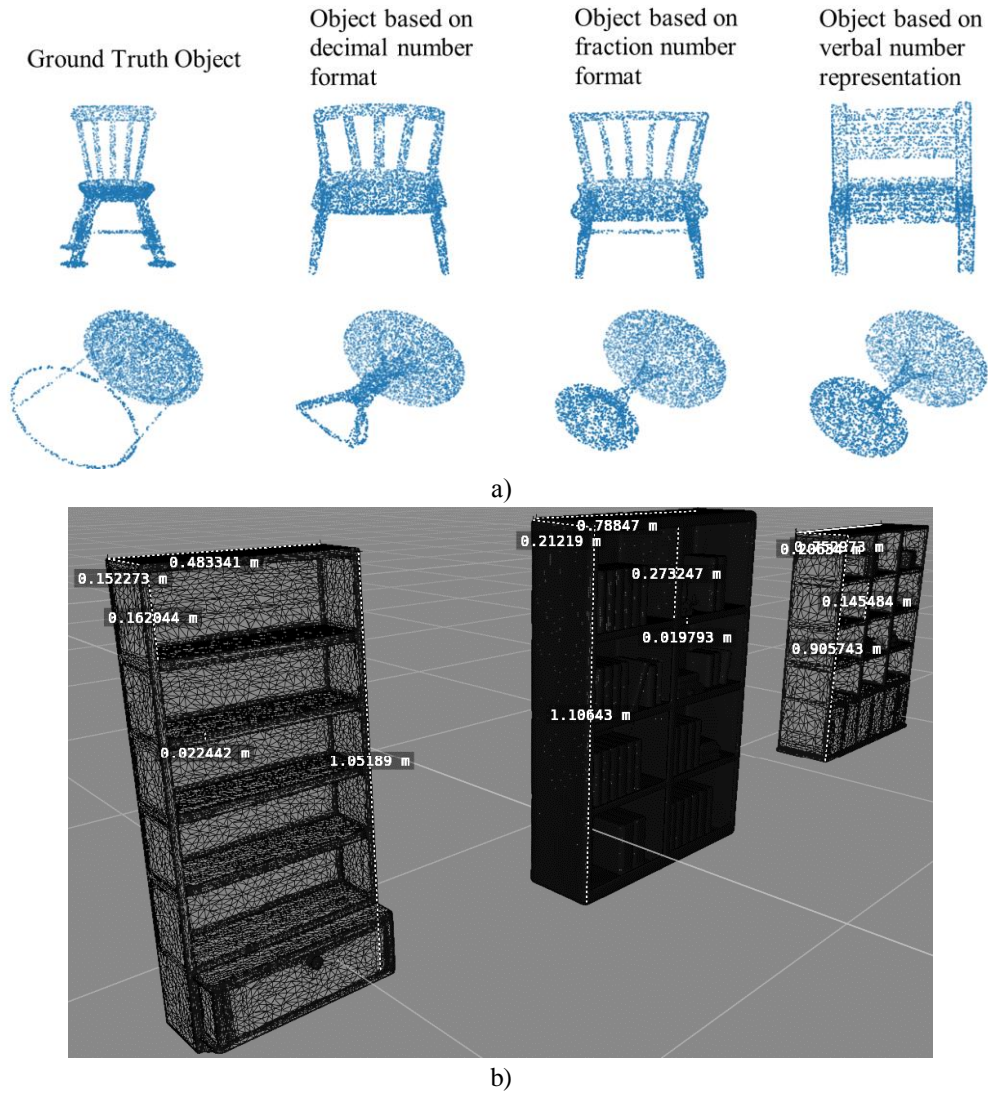 Ground Truth Object
Object based on
decimal number
format
Object based on
fraction number
format
Object based on
verbal number
representation
a)
0.483341 m
0.152273 m
0.162044 m
0.022442 m
1.05189 m
0.78847 m
0.21219 m
0.273247 m
0.019793 m
1.10643 m
m
0.145484 m
0.905743 m
b)